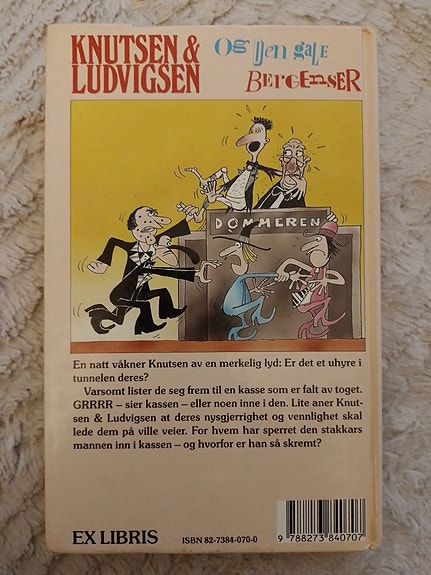 KNUTSEN & LUDVIGSEN
Og Den gale Bergenser
DOMMEREN
En natt våkner Knutsen av en merkelig lyd: Er det et uhyre i
tunnelen deres?
Varsomt lister de seg frem til en kasse som er falt av toget.
GRRRR – sier kassen – eller noen inne i den. Lite aner Knut-
sen & Ludvigsen at deres nysgjerrighet og vennlighet skal
lede dem på ville veier. For hvem har sperret den stakkars
mannen inn i kassen – og hvorfor er han så skremt?
EX LIBRIS
ISBN 82-7384-070-0
9 788273 840707